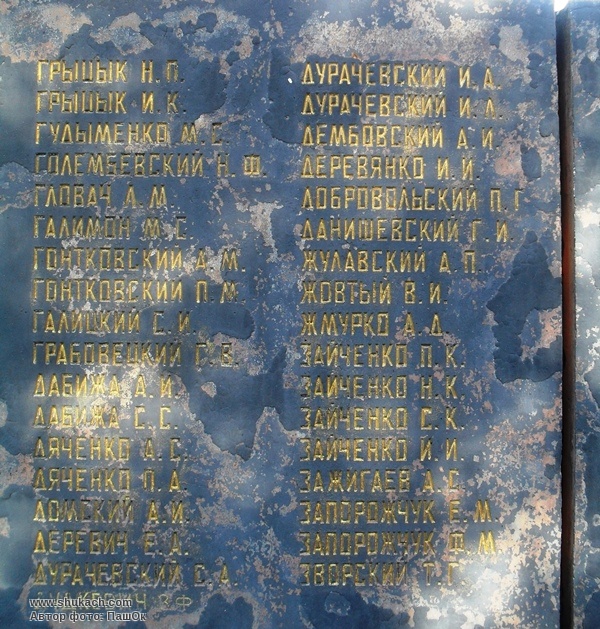 ГРЫЦЫК Н. П.
ГРЫЦЫК И. К.
ГУДЫМЕНКО М. С.
ГОЛЕМБЕВСКИЙ Н. Ф.
ГЛОВАЧ А. М.
ГАЛИМОН М. С.
ГОНТКОВСКИЙ А. М.
ГОНТКОВСКИЙ П. М.
ГАЛИЦКИЙ С. И.
ГРАБОВЕЦКИЙ Г. В.
ДАБИЖА А. И.
ДАБИЖА С. С.
ДЯЧЕНКО А. С.
ДЯЧЕНКО П. А.
ДОМСКИЙ А. И.
ДЕРЕВИЧ Е. А.
ДУРАЧЕВСКИЙ С. А.
ДУРАЧЕВСКИЙ И. А.
ДУРАЧЕВСКИЙ И. Л.
ДЕМБОВСКИЙ А. И.
ДЕРЕВЯНКО И. И.
ДОБРОВОЛЬСКИЙ П. Г.
ДАНИШЕВСКИЙ Г. И.
ЖУЛАВСКИЙ А. П.
ЖОВТЫЙ В. И.
ЖМУРКО А. Д.
ЗАЙЧЕНКО П. К.
ЗАЙЧЕНКО Н. К.
ЗАЙЧЕНКО С. К.
ЗАЙЧЕНКО И. И.
ЗАЖИГАЕВ Д. С.
ЗАПОРОЖЧУК Е. М.
ЗАПОРОЖЧУК Ф. М.
ЗВОРСКИЙ Т. Г.
www.shukach.com
Автор фото: ПашОк